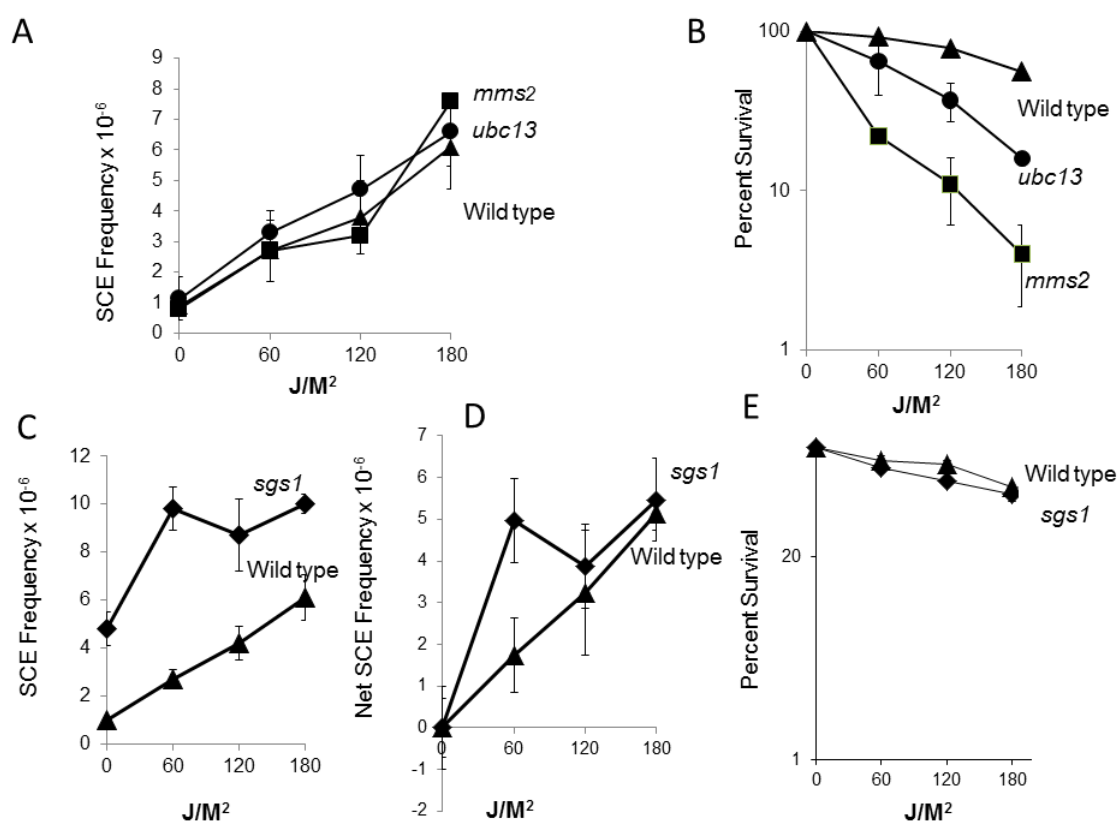 A
SCE Frequency x 10-6
9
8
7
6
5
4
3
2
1
0
0 60 120 180
J/M2
mms2
ubc13
Wild type
B
Percent Survival
100
10
1
0 60 120 180
J/M2
Wild type
ubc13
mms2
C
SCE Frequency x 10-6
12
10
8
6
4
2
0
0 60 120 180
J/M2
sgs1
Wild type
D
Net SCE Frequency x 10-6
7
6
5
4
3
2
1
0
-1
-2
0 60 120 180
J/M2
sgs1
Wild type
E
Percent Survival
20
1
0 60 120 180
J/M2
Wild type
sgs1